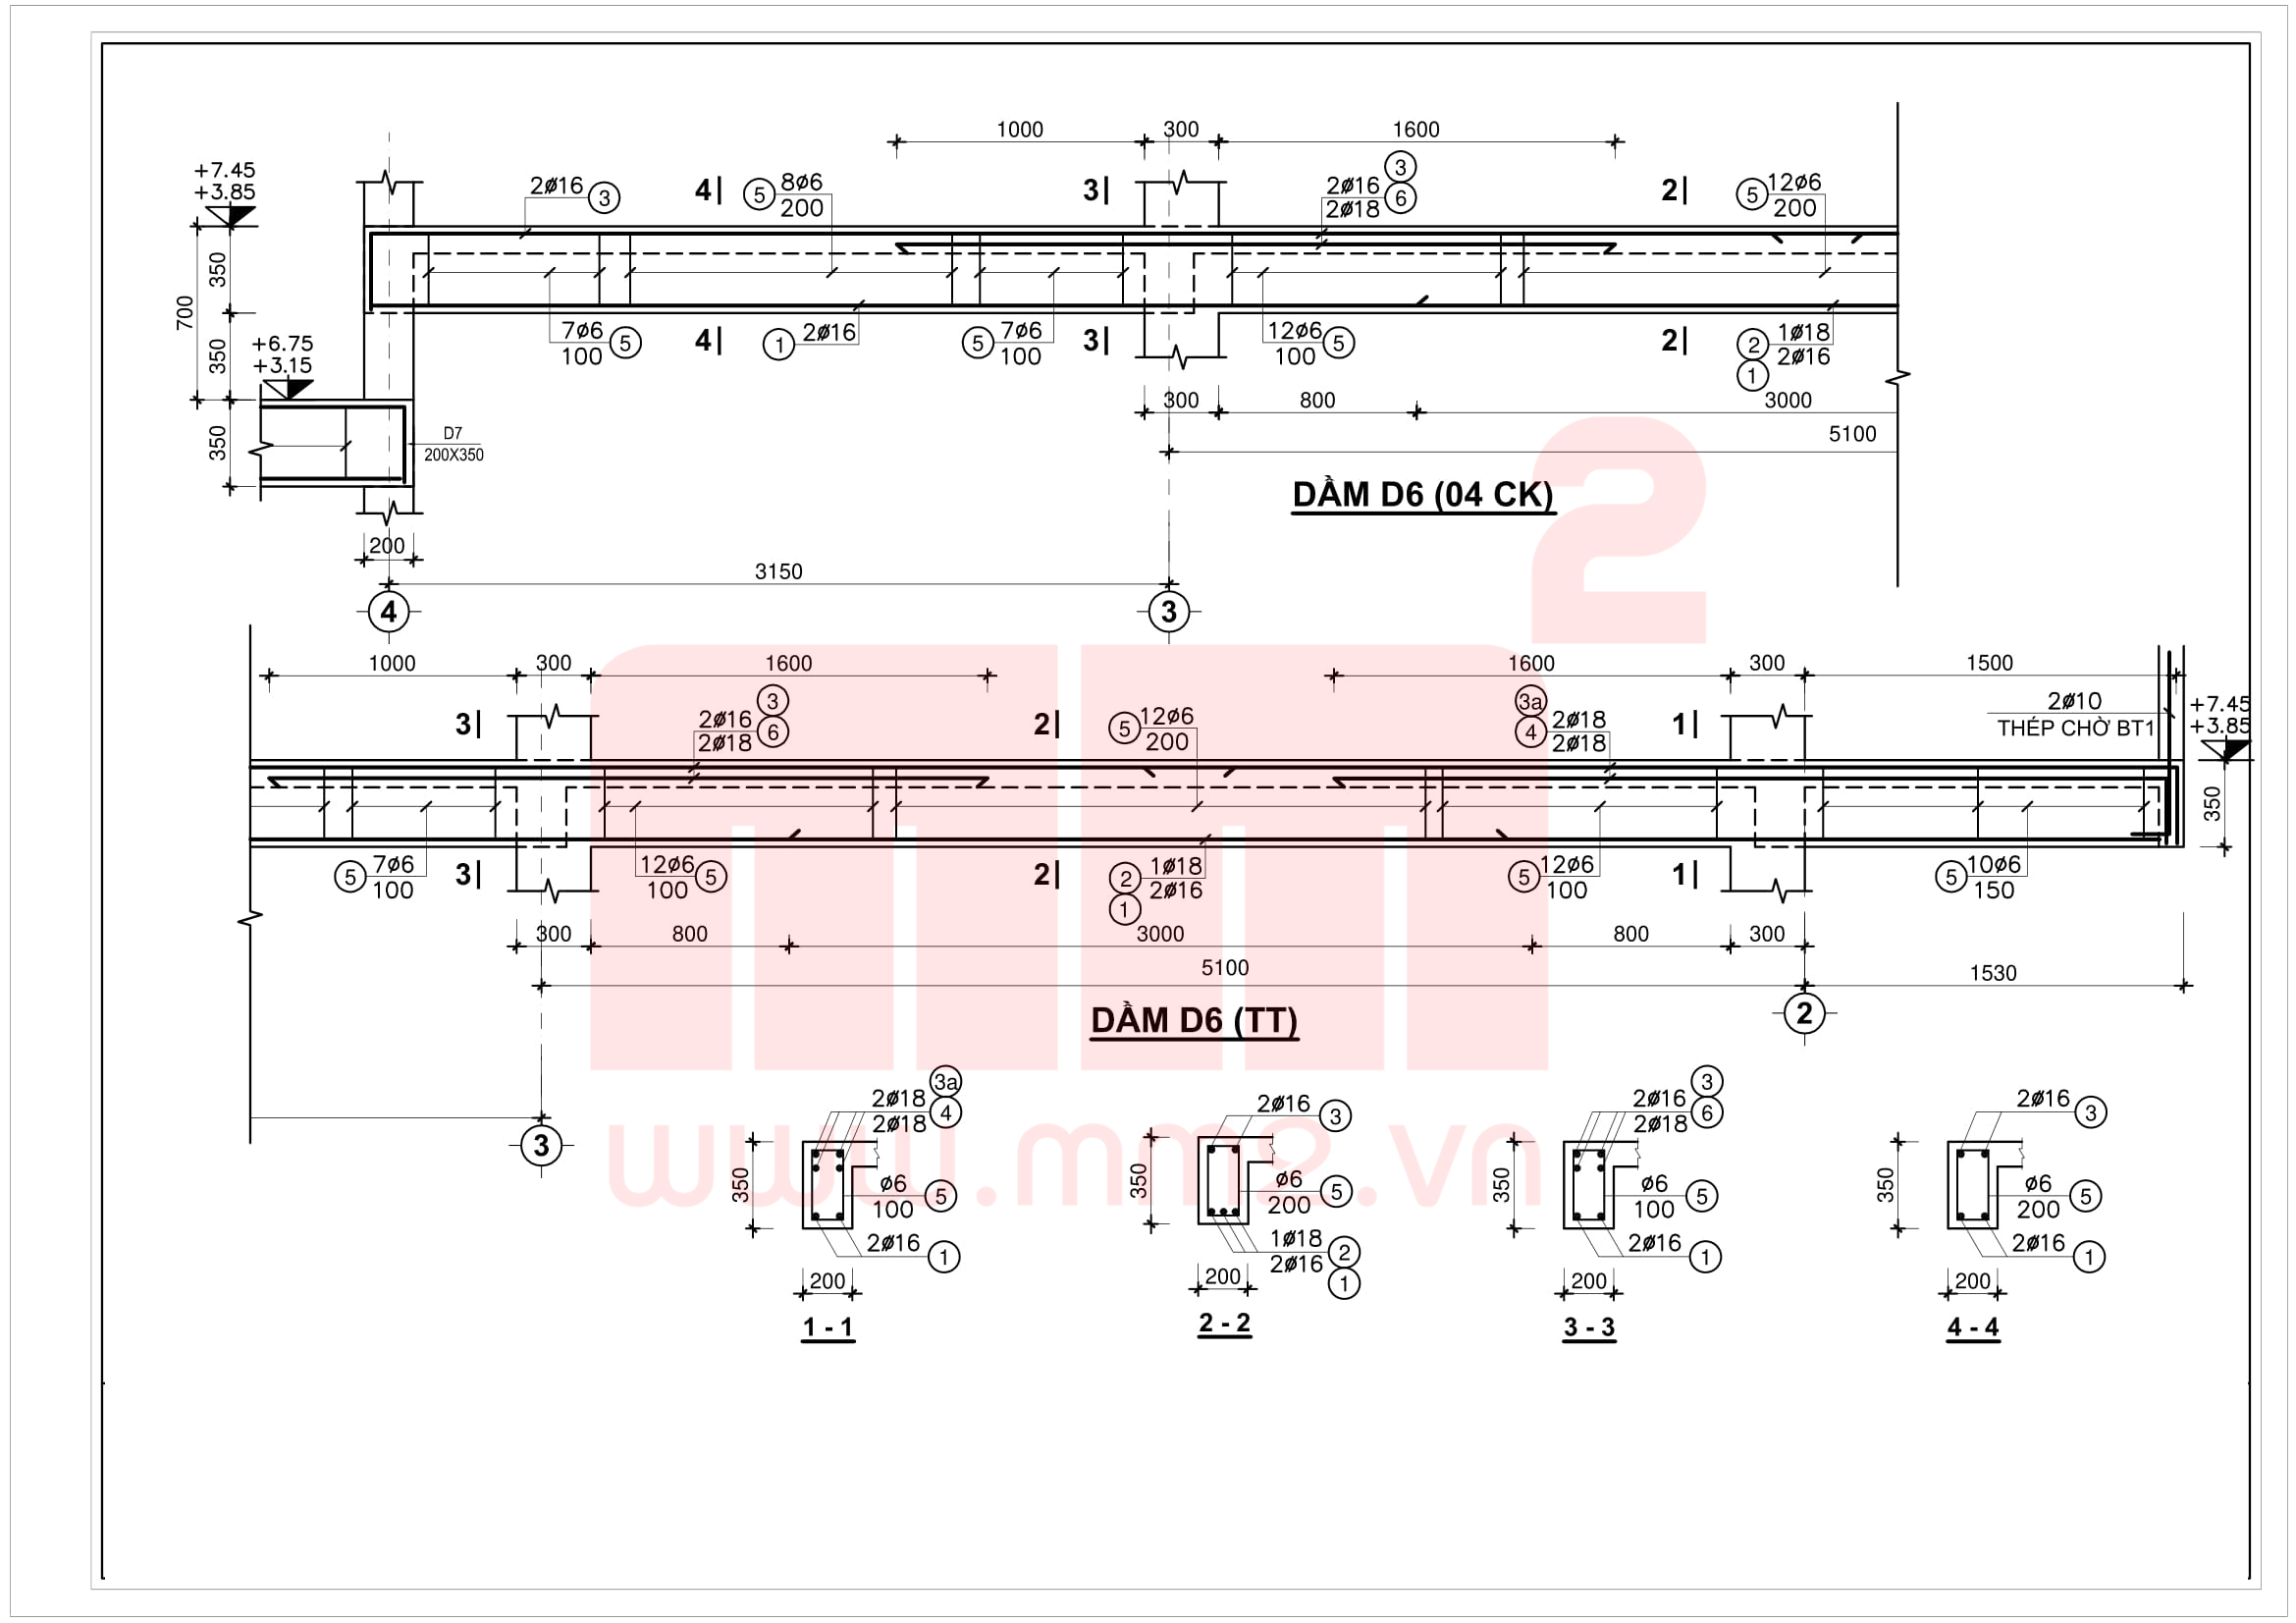 1000 300 1600
+7.45
+3.85
2ø16 3
4
5 8ø6
200
3
3
2ø16 6
2ø18
2
5 12ø6
200
350
700
350
350
+6.75
+3.15
7ø6 5
100
4
1 2ø16
5 7ø6
100
3
12ø6 5
100
2
2 1ø18
1 2ø16
300 800 3000
5100
D7
200X350
DẦM D6 (04 CK)
200
3150
4 3
1000 300 1600 1600 300 1500
3
3
2ø16 6
2ø18
2
5 12ø6
200
3a
4 2ø18
2ø18
1
2ø10
THÉP CHỜ BT1
+7.45
+3.85
350
5 7ø6
100
3
12ø6 5
100
2
2 1ø18
1 2ø16
5 12ø6
100
1
5 10ø6
150
300 800 3000 800 300
5100 1530
DẦM D6 (TT)
2
3
mm2
www.mm2.vn
3a
2ø18 4
2ø18
350
ø6 5
100
2ø16 1
200
1 - 1
2ø16 3
350
ø6 5
200
1ø18 2
2ø16 1
200
2 - 2
3
2ø16 6
2ø18
350
ø6 5
100
2ø16 1
200
3 - 3
2ø16 3
350
ø6 5
200
2ø16 1
200
4 - 4